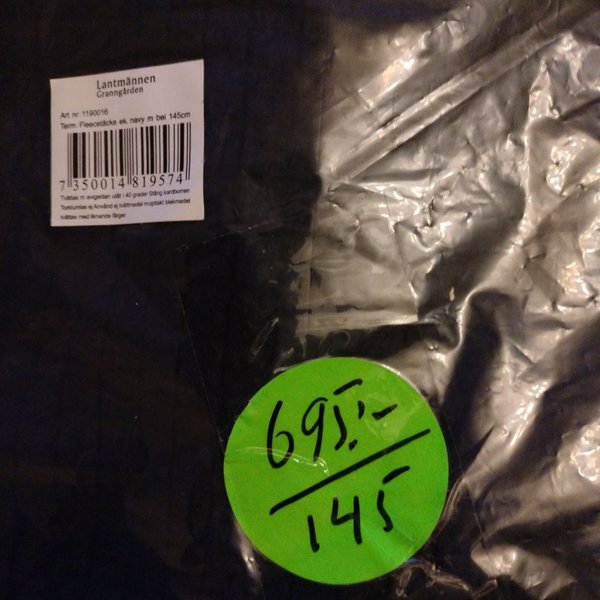 Lantmännen
Granngården
Art nr: 1190016
Term: Fleecetäcke. ek. navy m bei 145cm
7 350014 819574
Tvättas m avigsidan utåt i 40 grader.Stäng kardborren
Torktumlas ej Använd ej tvättmedel m optiskt blekmedel
tvättas med liknande färger
695:-
145